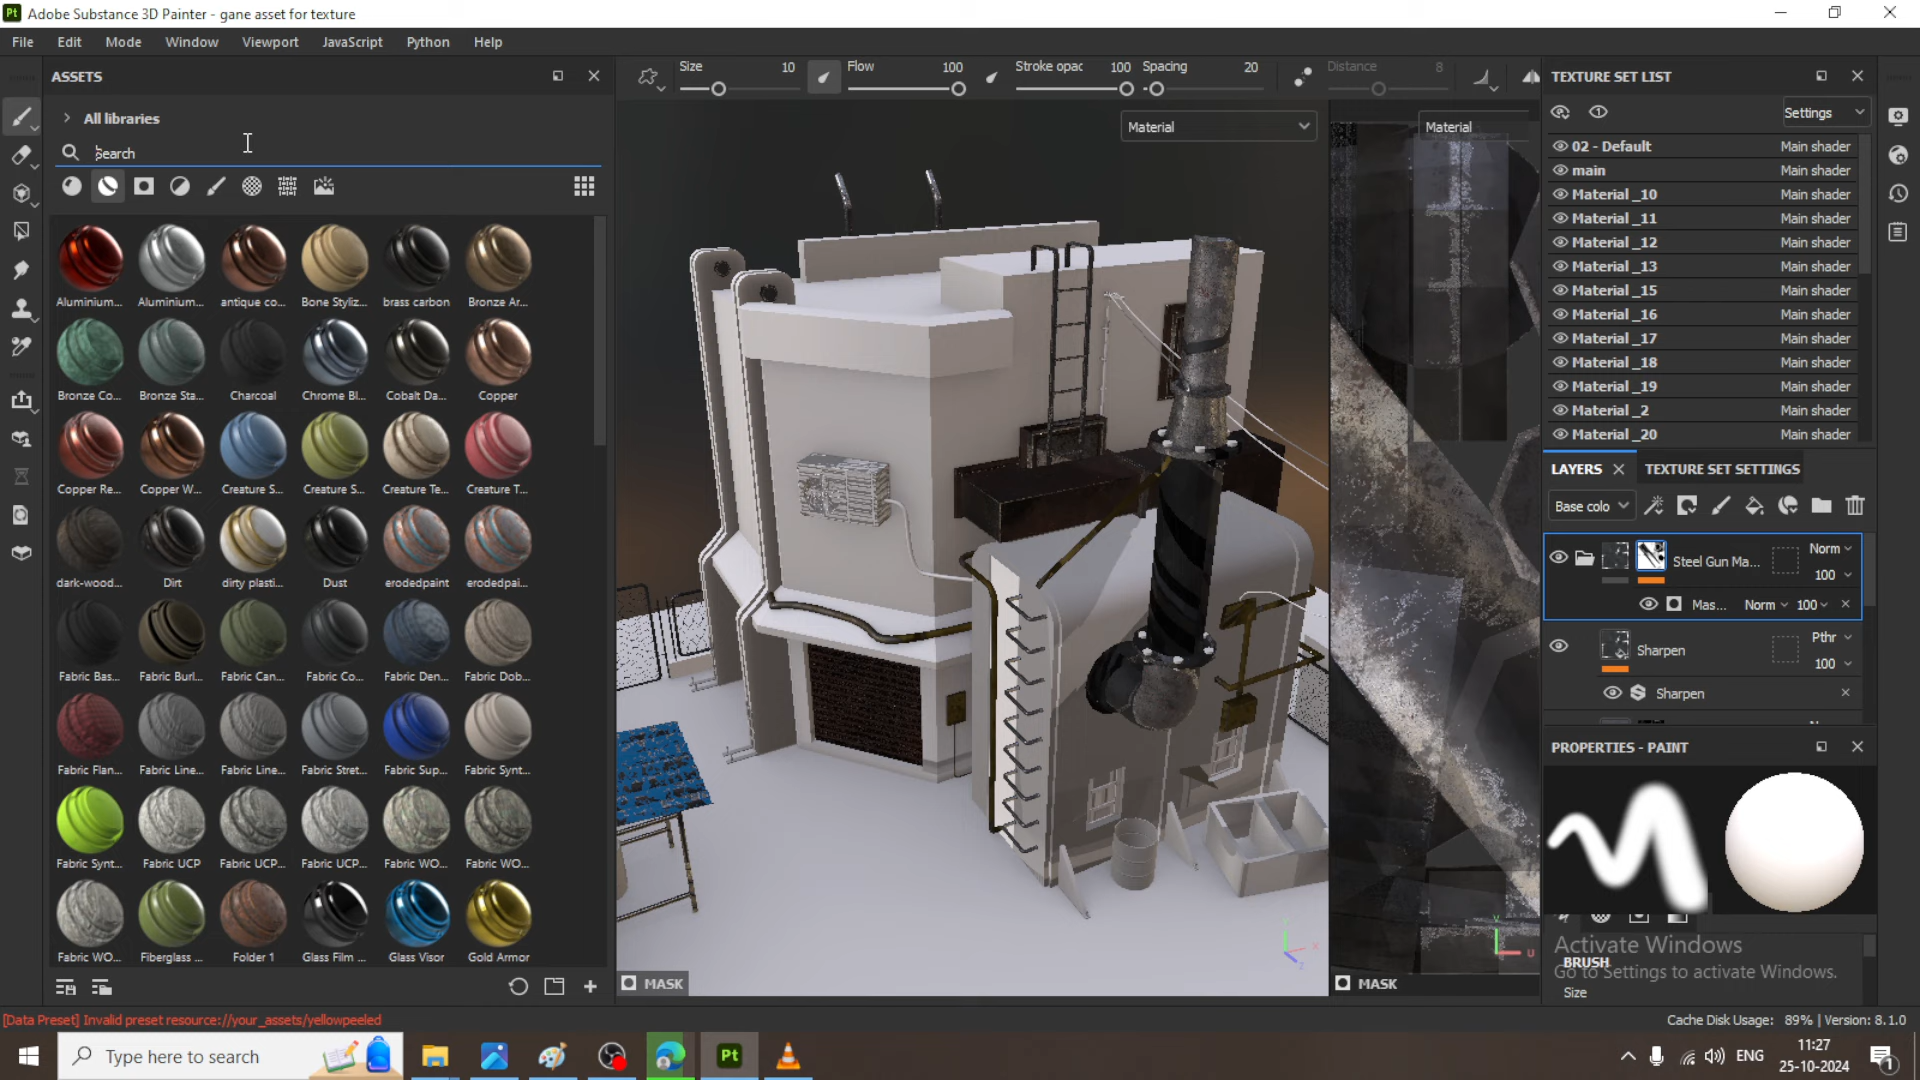 Adobe Substance 3D Painter - gane asset for texture
File Edit Mode Window Viewport JavaScript Python Help
ASSETS
All libraries
Search
Aluminium... Aluminium... antique co... Bone Styliz... brass carbon Bronze Ar...
Bronze Co... Bronze Sta... Charcoal Chrome Bl... Cobalt Da... Copper
Copper Re... Copper W... Creature S... Creature S... Creature Te... Creature T...
dark-wood... Dirt dirty plasti... Dust erodedpaint erodedpai...
Fabric Bas... Fabric Burl... Fabric Can... Fabric Co... Fabric Den... Fabric Dob...
Fabric Flan... Fabric Line... Fabric Line... Fabric Stret... Fabric Sup... Fabric Synt...
Fabric Synt... Fabric UCP Fabric UCP... Fabric UCP... Fabric WO... Fabric WO...
Fabric WO... Fiberglass ... Folder 1 Glass Film ... Glass Visor Gold Armor
Size 10 Flow 100 Stroke opac 100 Spacing 20 Distance 8
Material
MASK
Material
MASK
TEXTURE SET LIST
Settings
02 - Default Main shader
main Main shader
Material _10 Main shader
Material _11 Main shader
Material _12 Main shader
Material _13 Main shader
Material _15 Main shader
Material _16 Main shader
Material _17 Main shader
Material _18 Main shader
Material _19 Main shader
Material _2 Main shader
Material _20 Main shader
LAYERS TEXTURE SET SETTINGS
Base colo
Steel Gun Ma... Norm
100
Mas... Norm 100
Sharpen Pthr
100
Sharpen
PROPERTIES - PAINT
Activate Windows
BRUSH
Go to Settings to activate Windows.
Size
[Data Preset] Invalid preset resource://your_assets/yellowpeeled
Cache Disk Usage: 89% | Version: 8.1.0
Type here to search
ENG
11:27
25-10-2024
1